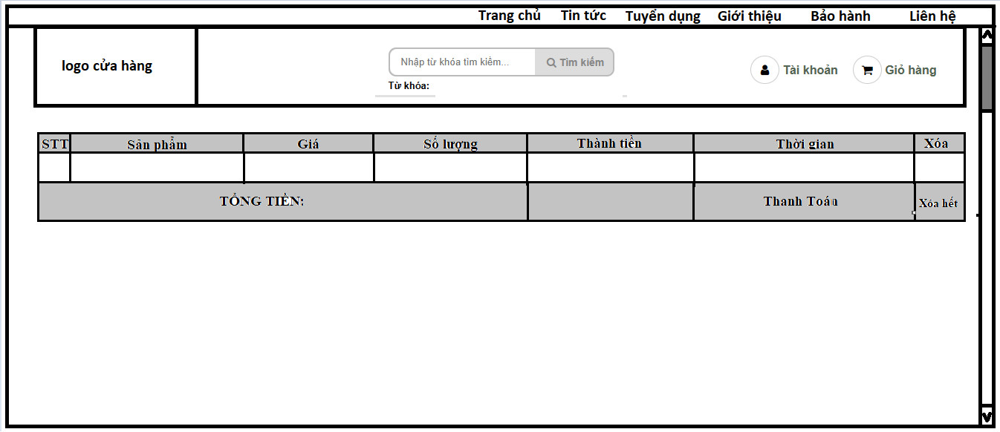 Trang chủ Tin tức Tuyển dụng Giới thiệu Bảo hành Liên hệ
logo cửa hàng
Nhập từ khóa tìm kiếm... Tìm kiếm
Từ khóa:
Tài khoản Giỏ hàng
STT Sản phẩm Giá Số lượng Thành tiền Thời gian Xóa
TỔNG TIỀN: Thanh Toán Xóa hết